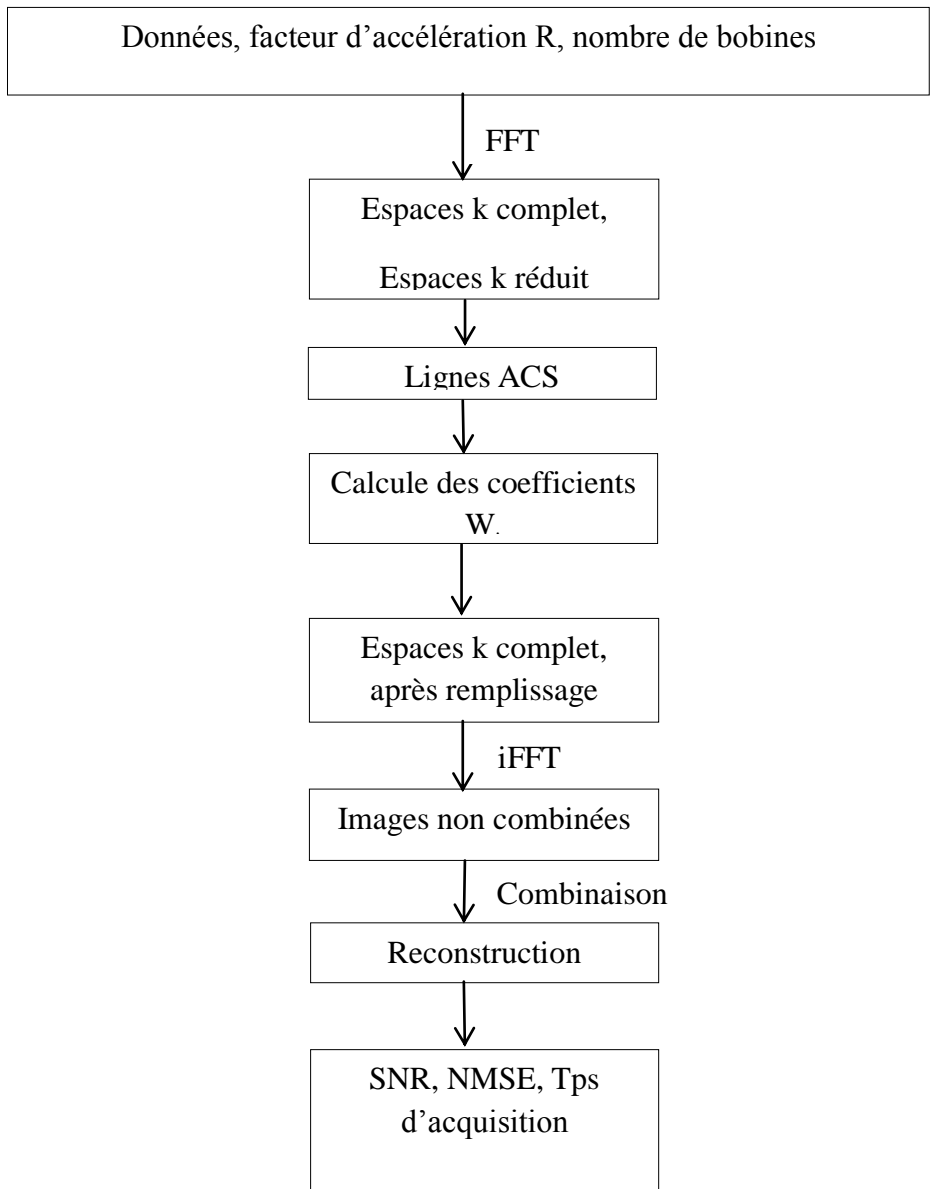 Données, facteur d’accélération R, nombre de bobines
FFT
Espaces k complet,
Espaces k réduit
Lignes ACS
Calcule des coefficients
W.
Espaces k complet,
après remplissage
iFFT
Images non combinées
Combinaison
Reconstruction
SNR, NMSE, Tps
d’acquisition